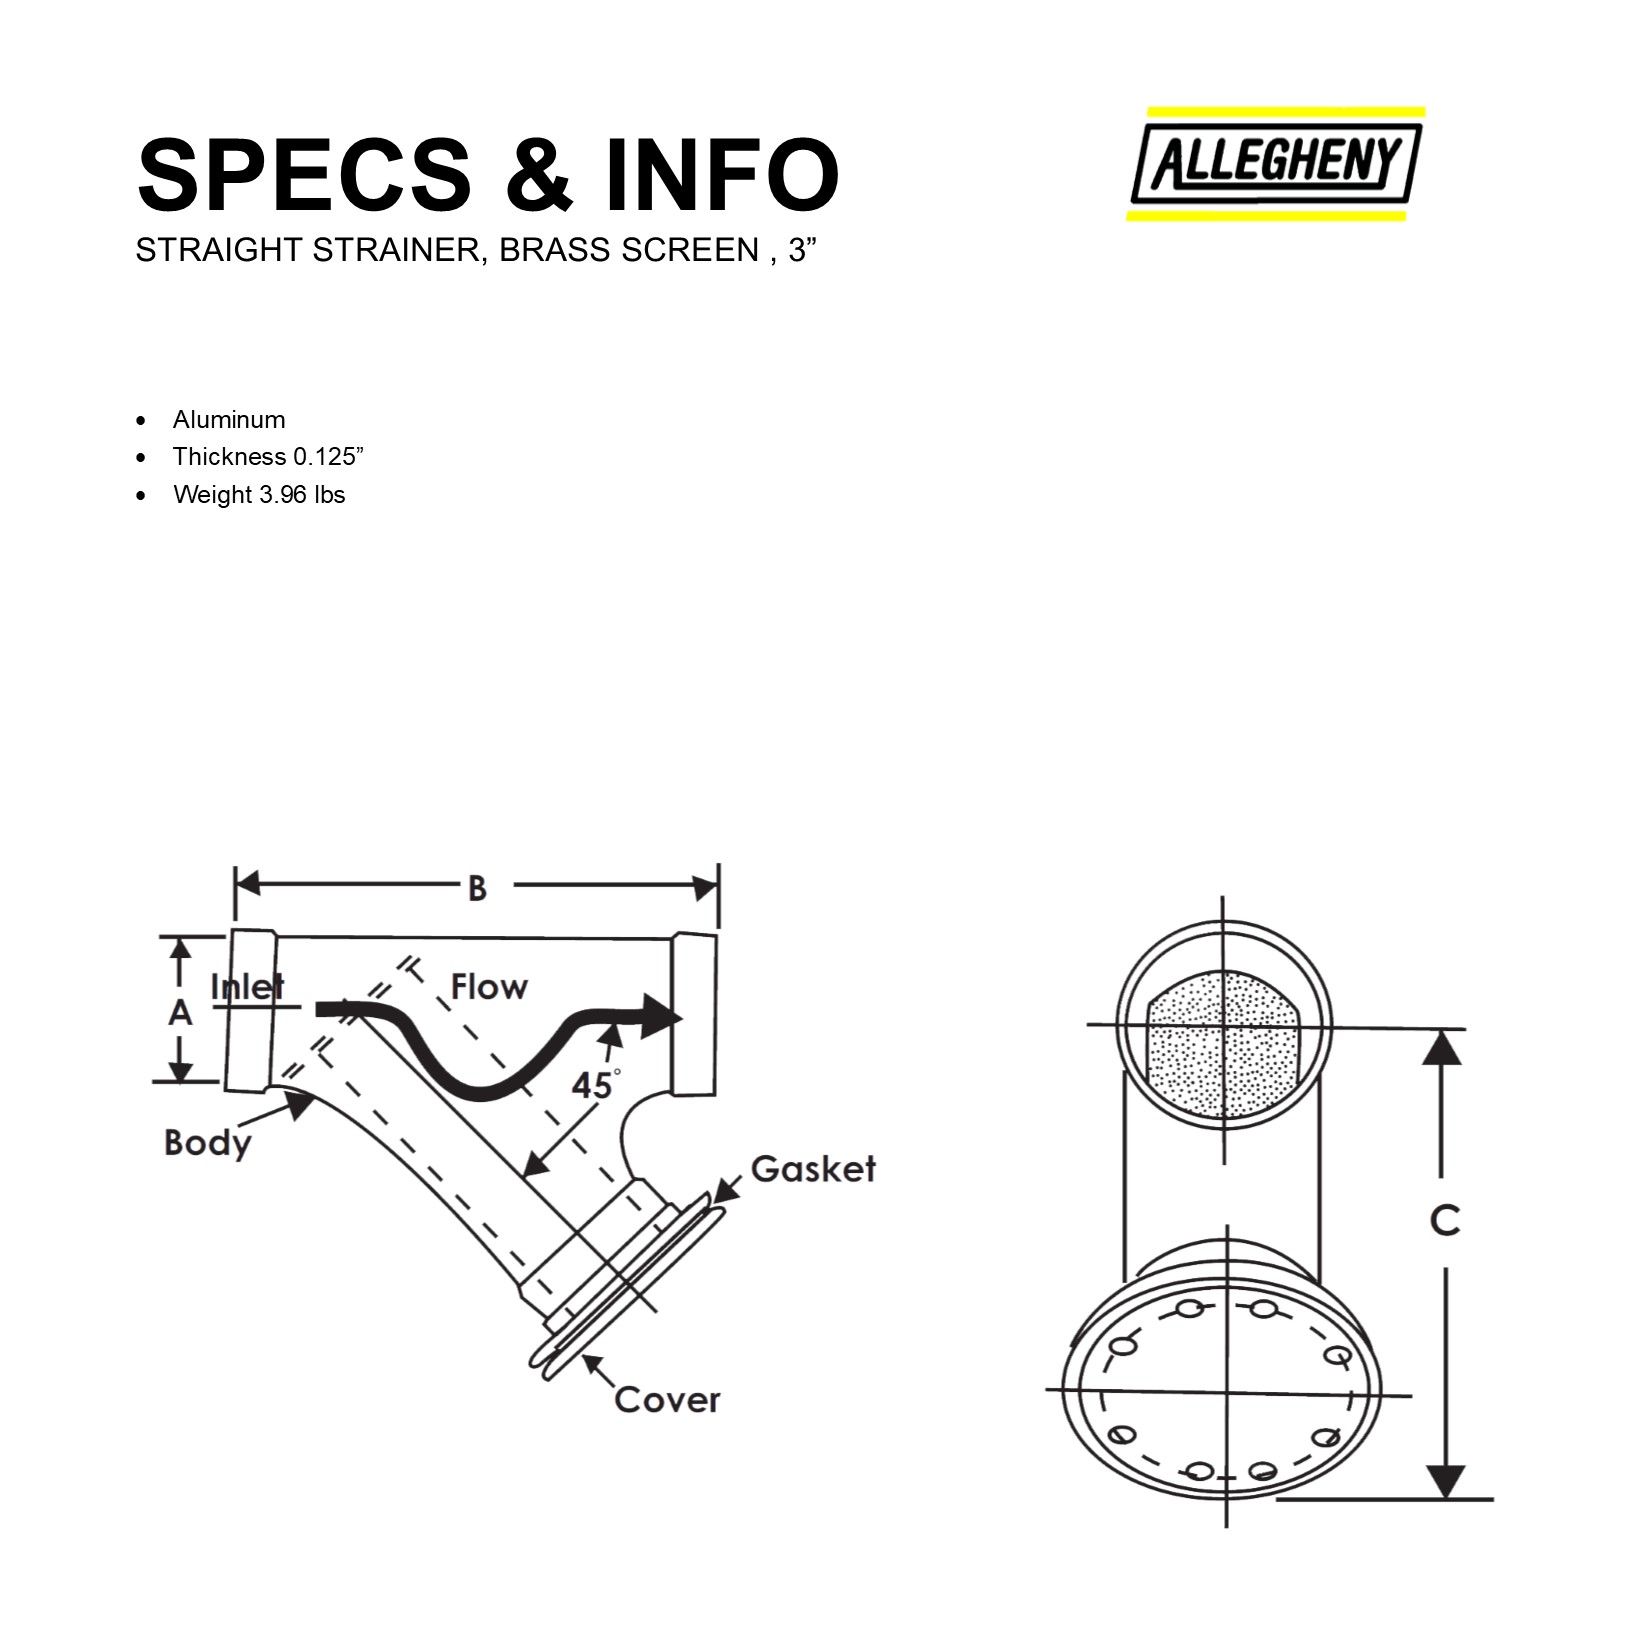 SPECS & INFO
ALLEGHENY
STRAIGHT STRAINER, BRASS SCREEN , 3”
• Aluminum
• Thickness 0.125”
• Weight 3.96 lbs
B
Inlet
Flow
A
45°
Body
Gasket
C
Cover